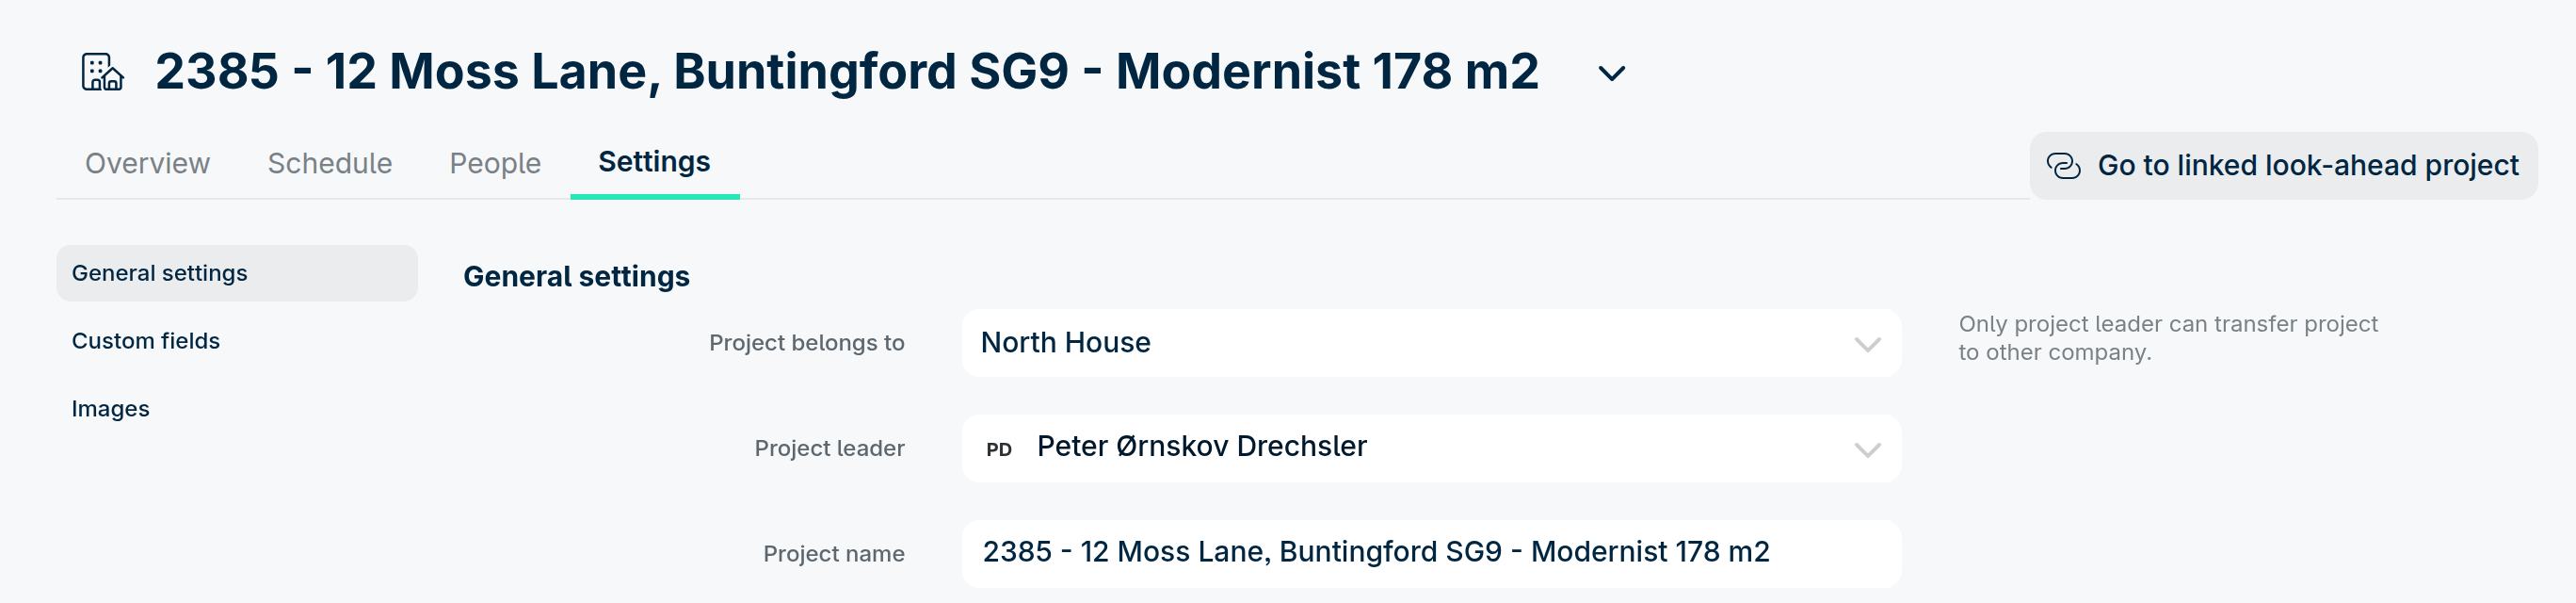 2385 - 12 Moss Lane, Buntingford SG9 - Modernist 178 m2
Overview Schedule People Settings Go to linked look-ahead project
General settings
Custom fields
Images
General settings
Project belongs to North House Only project leader can transfer project
to other company.
Project leader PD Peter Ørnskov Drechsler
Project name 2385 - 12 Moss Lane, Buntingford SG9 - Modernist 178 m2